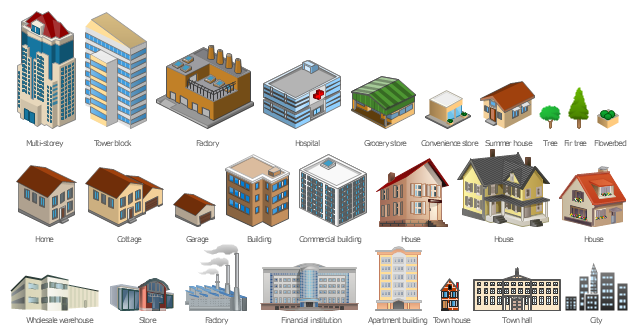 Multi-storey Tower block Factory Hospital Grocery store Convenience store Summer house Tree Fir tree Flowerbed
Home Cottage Garage Building Commercial building House House House
Wholesale warehouse Store Factory Financial institution Apartment building Town house Town hall City